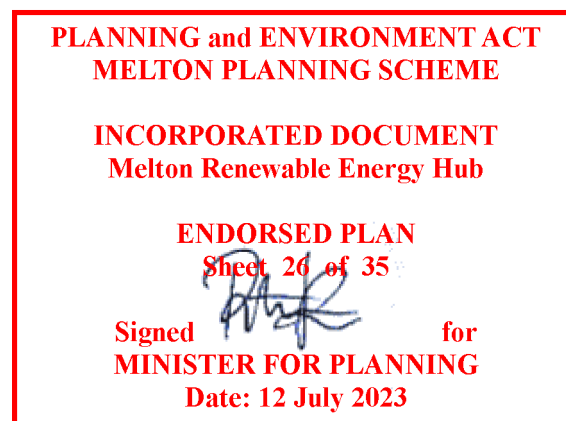 PLANNING and ENVIRONMENT ACT
MELTON PLANNING SCHEME
INCORPORATED DOCUMENT
Melton Renewable Energy Hub
ENDORSED PLAN
Sheet 26 of 35
Signed for
MINISTER FOR PLANNING
Date: 12 July 2023